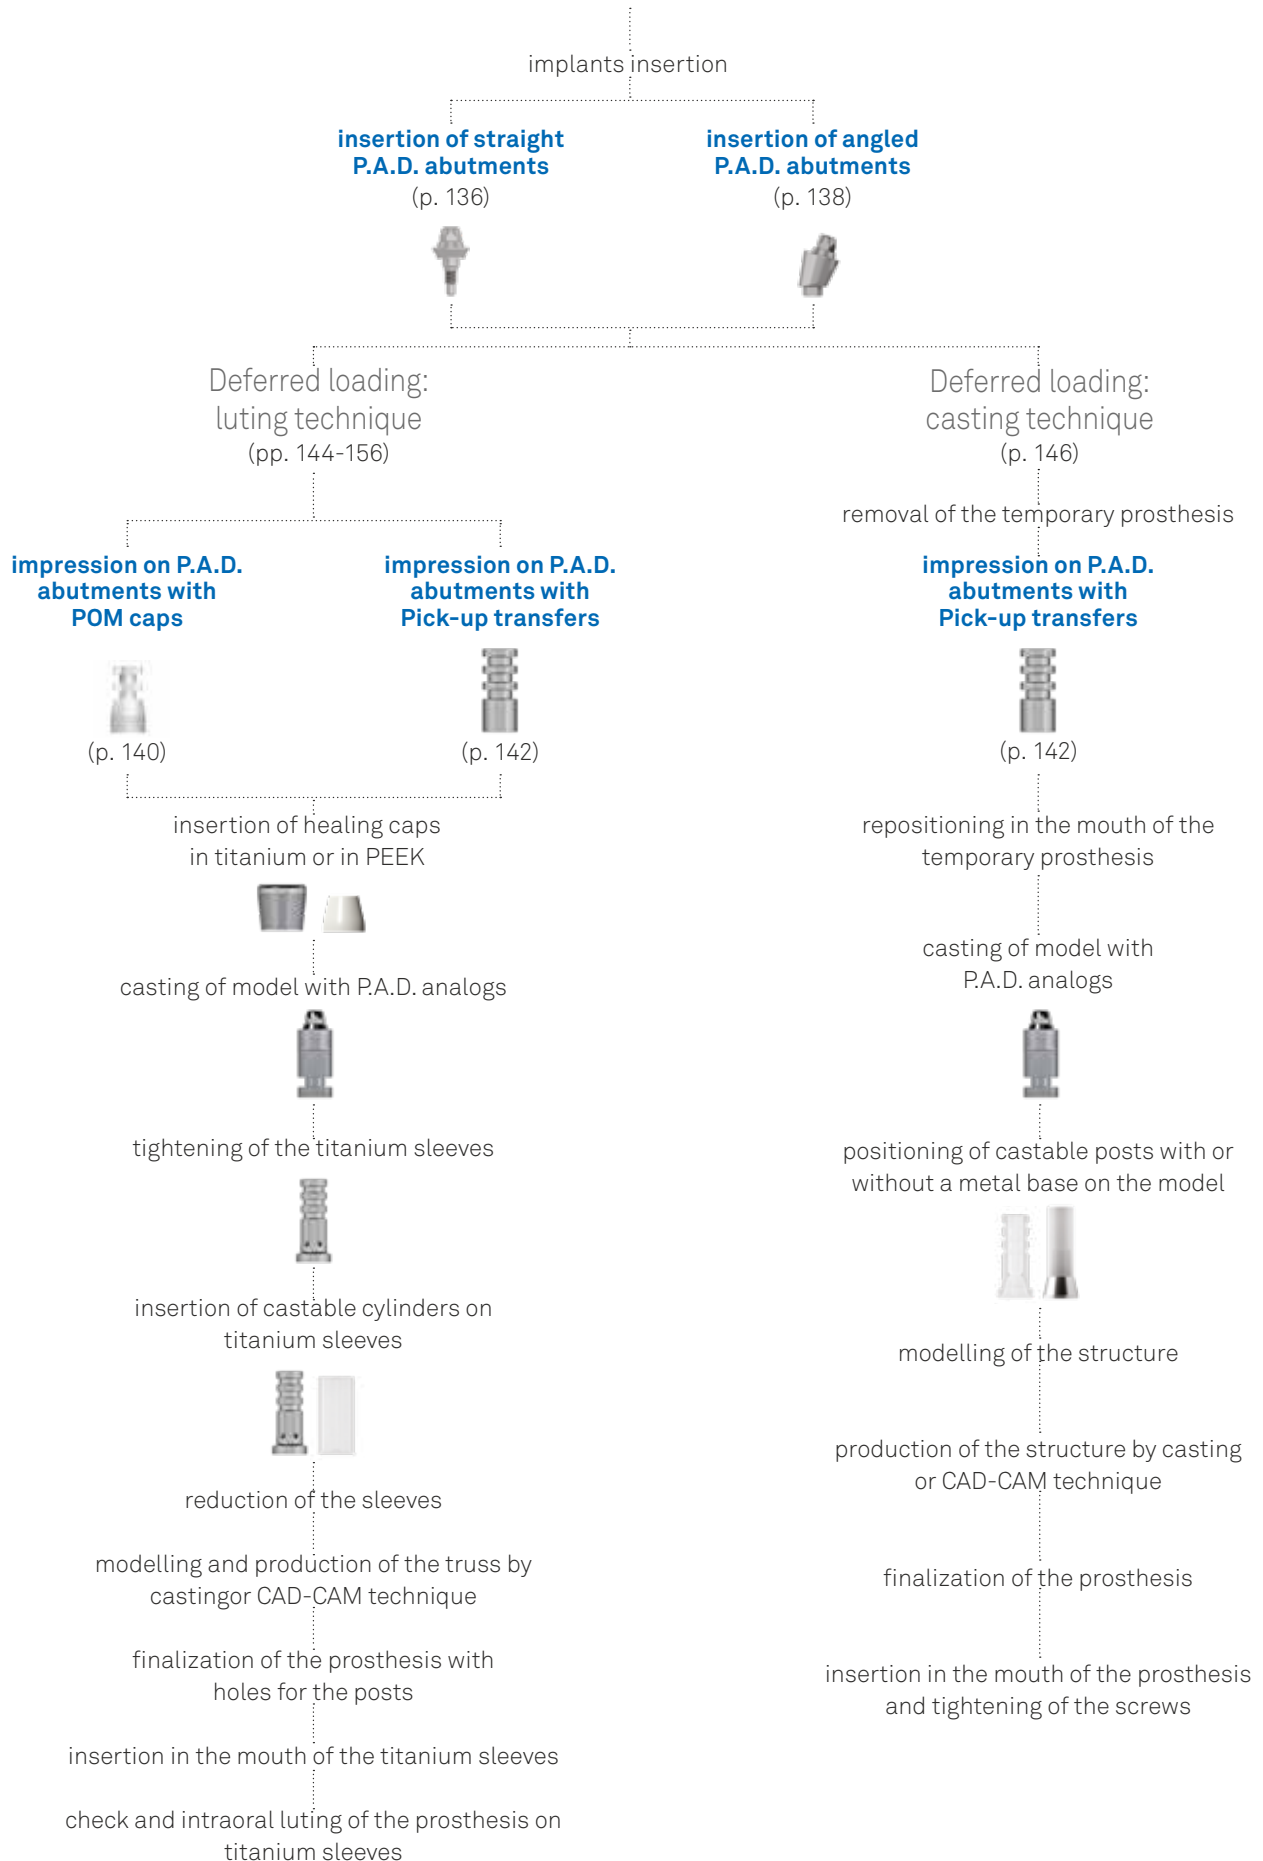 implants insertion
insertion of straight
P.A.D. abutments
(p. 136)
insertion of angled
P.A.D. abutments
(p. 138)
Deferred loading:
luting technique
(pp. 144-156)
impression on P.A.D.
abutments with
POM caps
(p. 140)
impression on P.A.D.
abutments with
Pick-up transfers
(p. 142)
insertion of healing caps
in titanium or in PEEK
casting of model with P.A.D. analogs
tightening of the titanium sleeves
insertion of castable cylinders on
titanium sleeves
reduction of the sleeves
modelling and production of the truss by
castingor CAD-CAM technique
finalization of the prosthesis with
holes for the posts
insertion in the mouth of the titanium sleeves
check and intraoral luting of the prosthesis on
titanium sleeves
Deferred loading:
casting technique
(p. 146)
removal of the temporary prosthesis
impression on P.A.D.
abutments with
Pick-up transfers
(p. 142)
repositioning in the mouth of the
temporary prosthesis
casting of model with
P.A.D. analogs
positioning of castable posts with or
without a metal base on the model
modelling of the structure
production of the structure by casting
or CAD-CAM technique
finalization of the prosthesis
insertion in the mouth of the prosthesis
and tightening of the screws